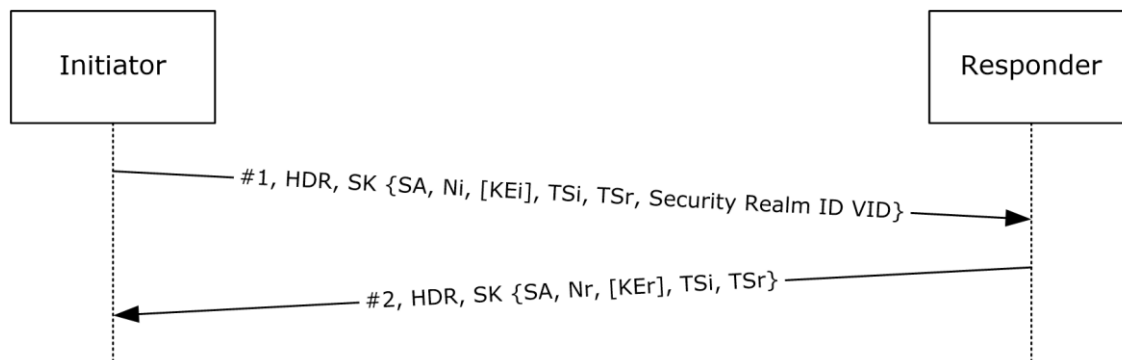 Initiator
Responder
#1, HDR, SK {SA, Ni, [KEi], TSi, TSr, Security Realm ID VID}
#2, HDR, SK {SA, Nr, [KEr], TSi, TSr}